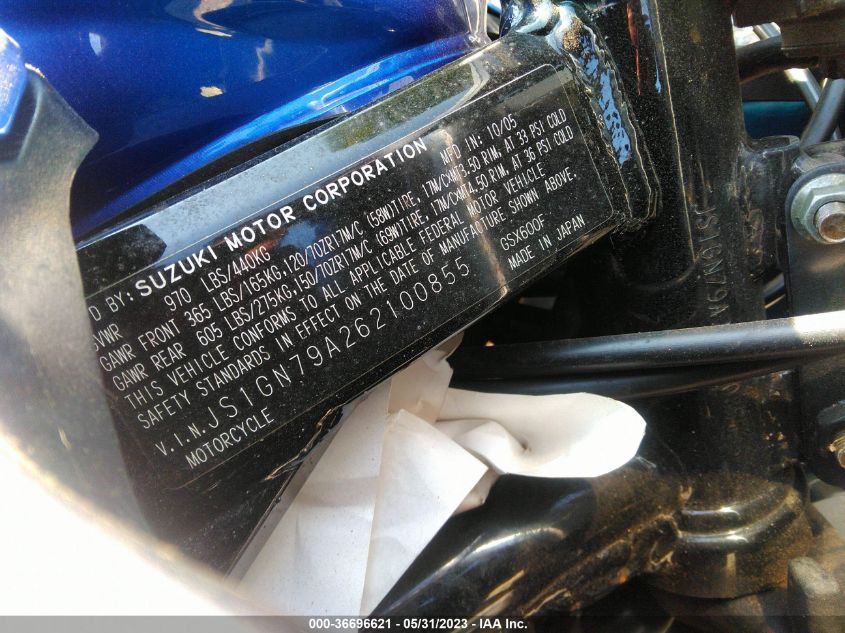 D BY: SUZUKI MOTOR CORPORATION MFD IN: 10/05
GVWR 970 LBS/440KG
GAWR FRONT 365 LBS/165KG,120/70ZR17M/C (58W)TIRE, 17M/CXMT3.50 RIM, AT 33 PSI COLD
GAWR REAR 605 LBS/275KG,150/70ZR17M/C (69W)TIRE, 17M/CXMT4.50 RIM, AT 36 PSI COLD
THIS VEHICLE CONFORMS TO ALL APPLICABLE FEDERAL MOTOR VEHICLE
SAFETY STANDARDS IN EFFECT ON THE DATE OF MANUFACTURE SHOWN ABOVE.
V.I.N.JS1GN79A262100855 GSX600F
MOTORCYCLE MADE IN JAPAN
JS1GN79A
000-36696621 - 05/31/2023 - IAA Inc.